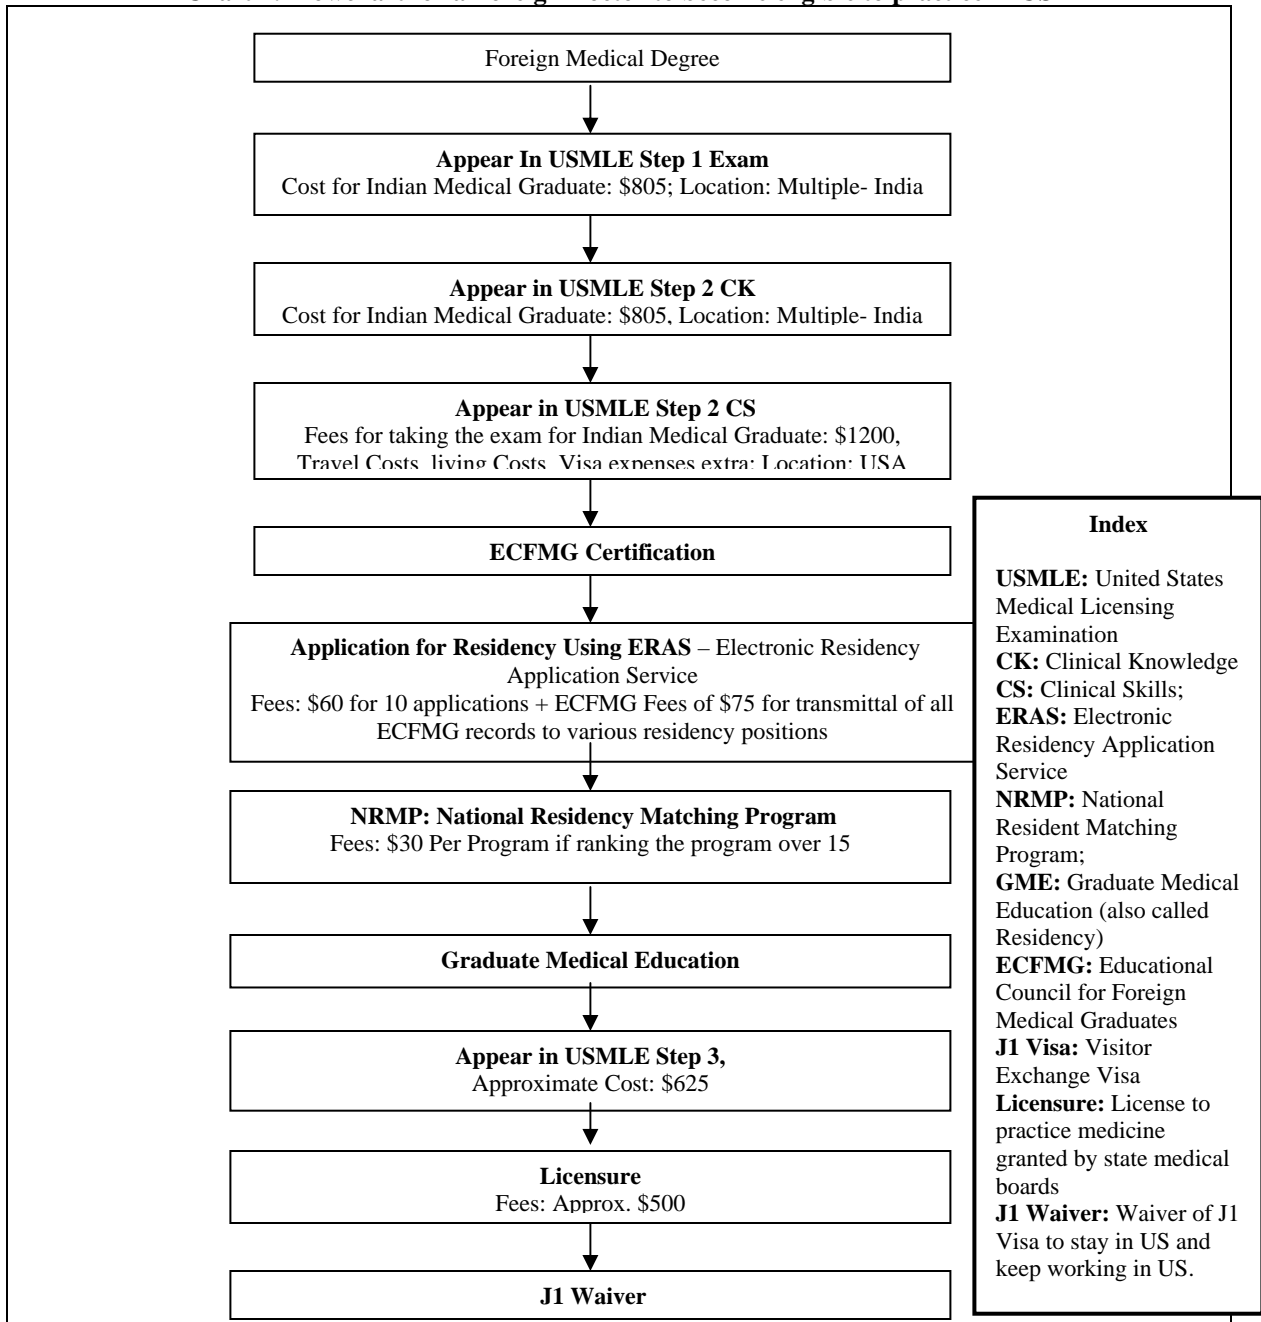 Foreign Medical Degree
Appear In USMLE Step 1 Exam
Cost for Indian Medical Graduate: $805; Location: Multiple- India
Appear in USMLE Step 2 CK
Cost for Indian Medical Graduate: $805, Location: Multiple- India
Appear in USMLE Step 2 CS
Fees for taking the exam for Indian Medical Graduate: $1200,
Travel Costs, living Costs, Visa expenses extra; Location: USA
ECFMG Certification
Application for Residency Using ERAS – Electronic Residency
Application Service
Fees: $60 for 10 applications + ECFMG Fees of $75 for transmittal of all
ECFMG records to various residency positions
NRMP: National Residency Matching Program
Fees: $30 Per Program if ranking the program over 15
Graduate Medical Education
Appear in USMLE Step 3,
Approximate Cost: $625
Licensure
Fees: Approx. $500
J1 Waiver
Index
USMLE: United States
Medical Licensing
Examination
CK: Clinical Knowledge
CS: Clinical Skills;
ERAS: Electronic
Residency Application
Service
NRMP: National
Resident Matching
Program;
GME: Graduate Medical
Education (also called
Residency)
ECFMG: Educational
Council for Foreign
Medical Graduates
J1 Visa: Visitor
Exchange Visa
Licensure: License to
practice medicine
granted by state medical
boards
J1 Waiver: Waiver of J1
Visa to stay in US and
keep working in US.